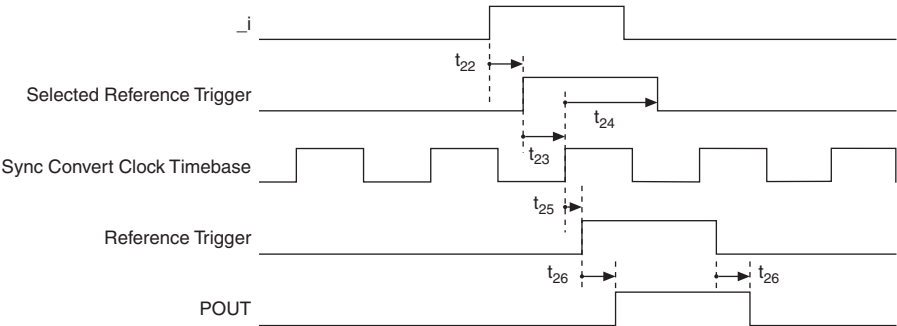 _i
t22
Selected Reference Trigger
t24
t23
Sync Convert Clock Timebase
t25
Reference Trigger
t26
t26
POUT